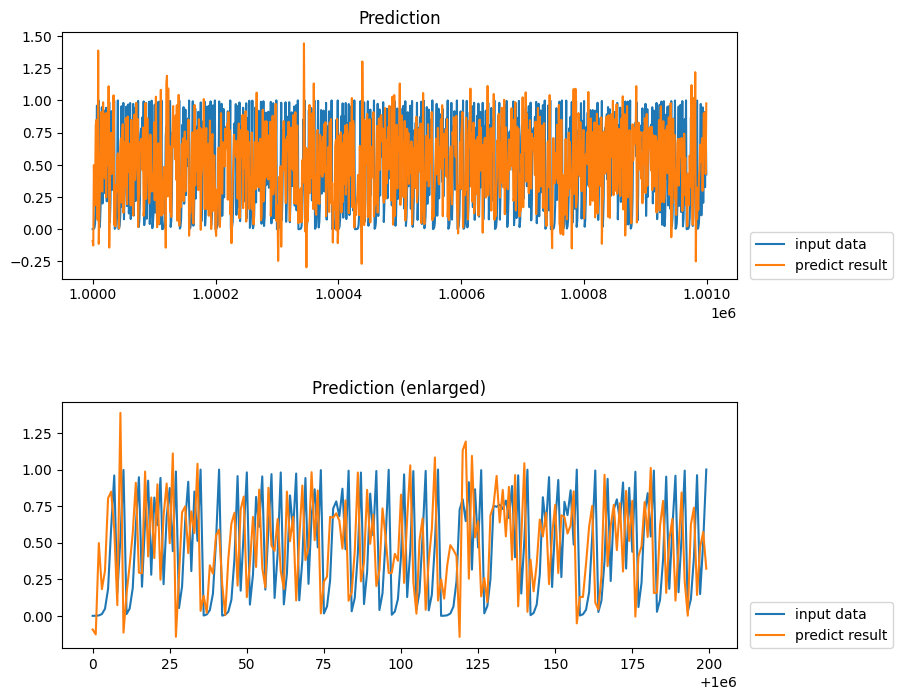 Prediction
1.50
1.25
1.00
0.75
0.50
0.25
0.00
−0.25
1.0000 1.0002 1.0004 1.0006 1.0008 1.0010
1e6
input data
predict result
Prediction (enlarged)
1.25
1.00
0.75
0.50
0.25
0.00
0 25 50 75 100 125 150 175 200
+1e6
input data
predict result